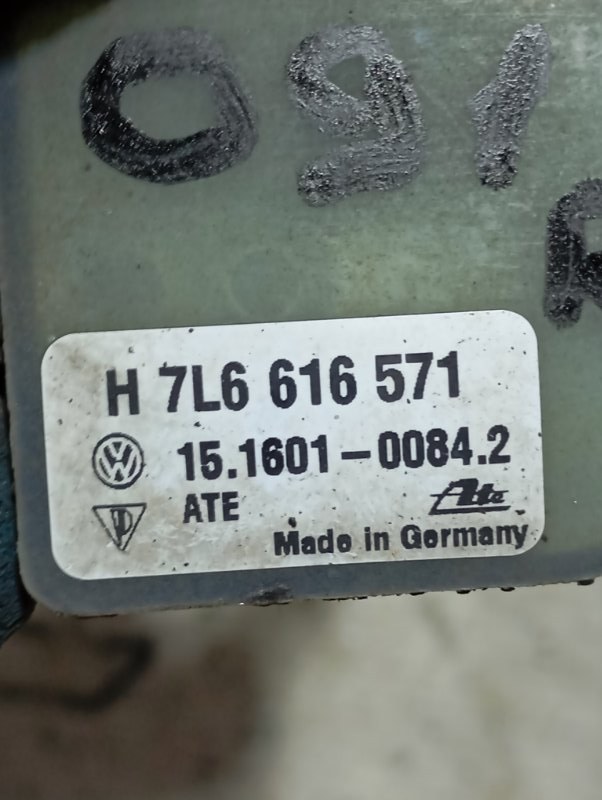 091
R
H 7L6 616 571
15.1601-0084.2
ATE
Ate
Made in Germany